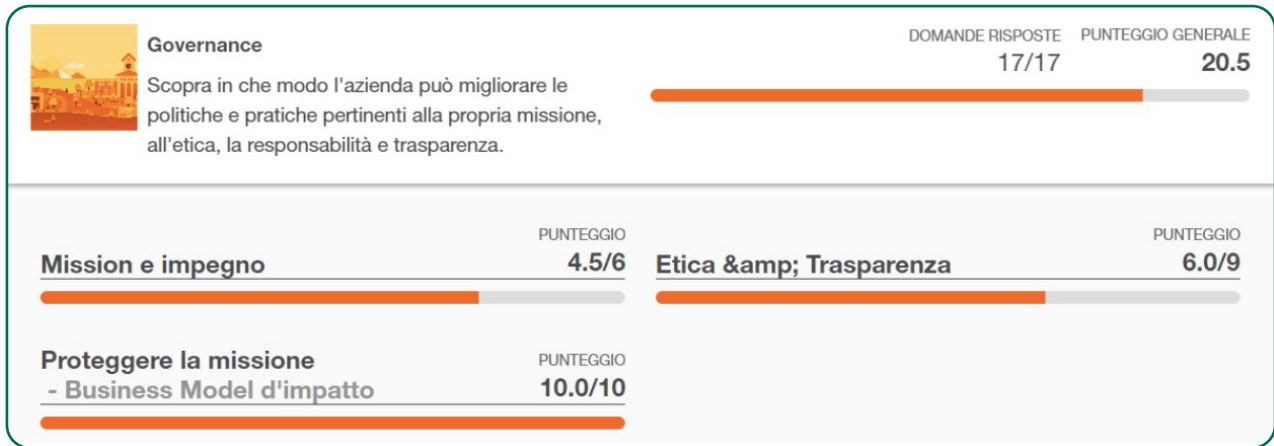 Governance
Scopra in che modo l'azienda può migliorare le
politiche e pratiche pertinenti alla propria missione,
all'etica, la responsabilità e trasparenza.
DOMANDE RISPOSTE PUNTEGGIO GENERALE
17/17 20.5
PUNTEGGIO
Mission e impegno 4.5/6
PUNTEGGIO
Etica &amp; Trasparenza 6.0/9
Proteggere la missione PUNTEGGIO
- Business Model d'impatto 10.0/10